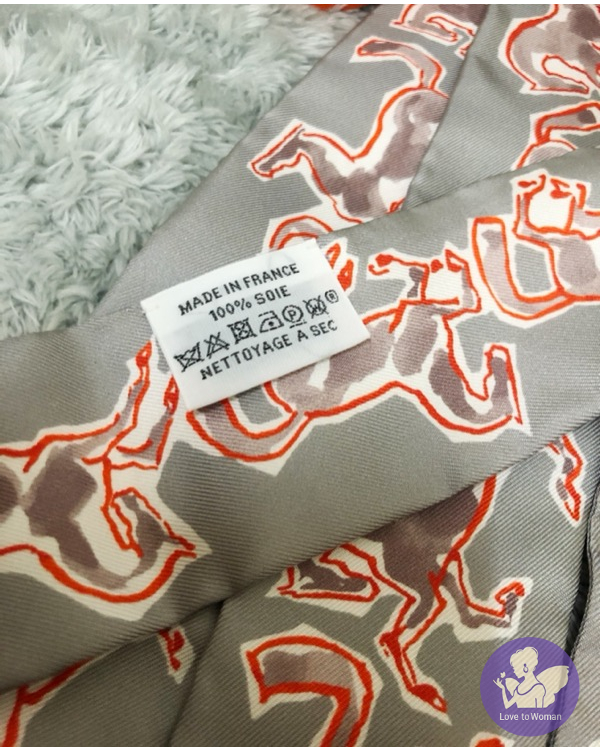 MADE IN FRANCE
100% SOIE
NETTOYAGE A SEC
Love to Woman